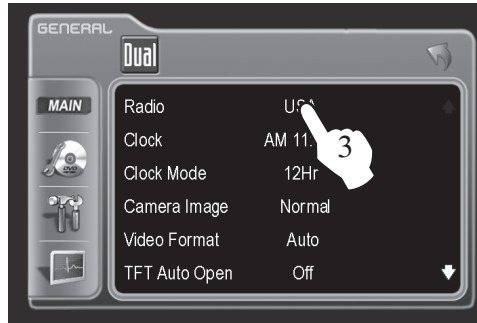 GENERAL
Dual
MAIN
Radio USA
Clock AM 11:
Clock Mode 12Hr
Camera Image Normal
Video Format Auto
TFT Auto Open Off
3
DVD